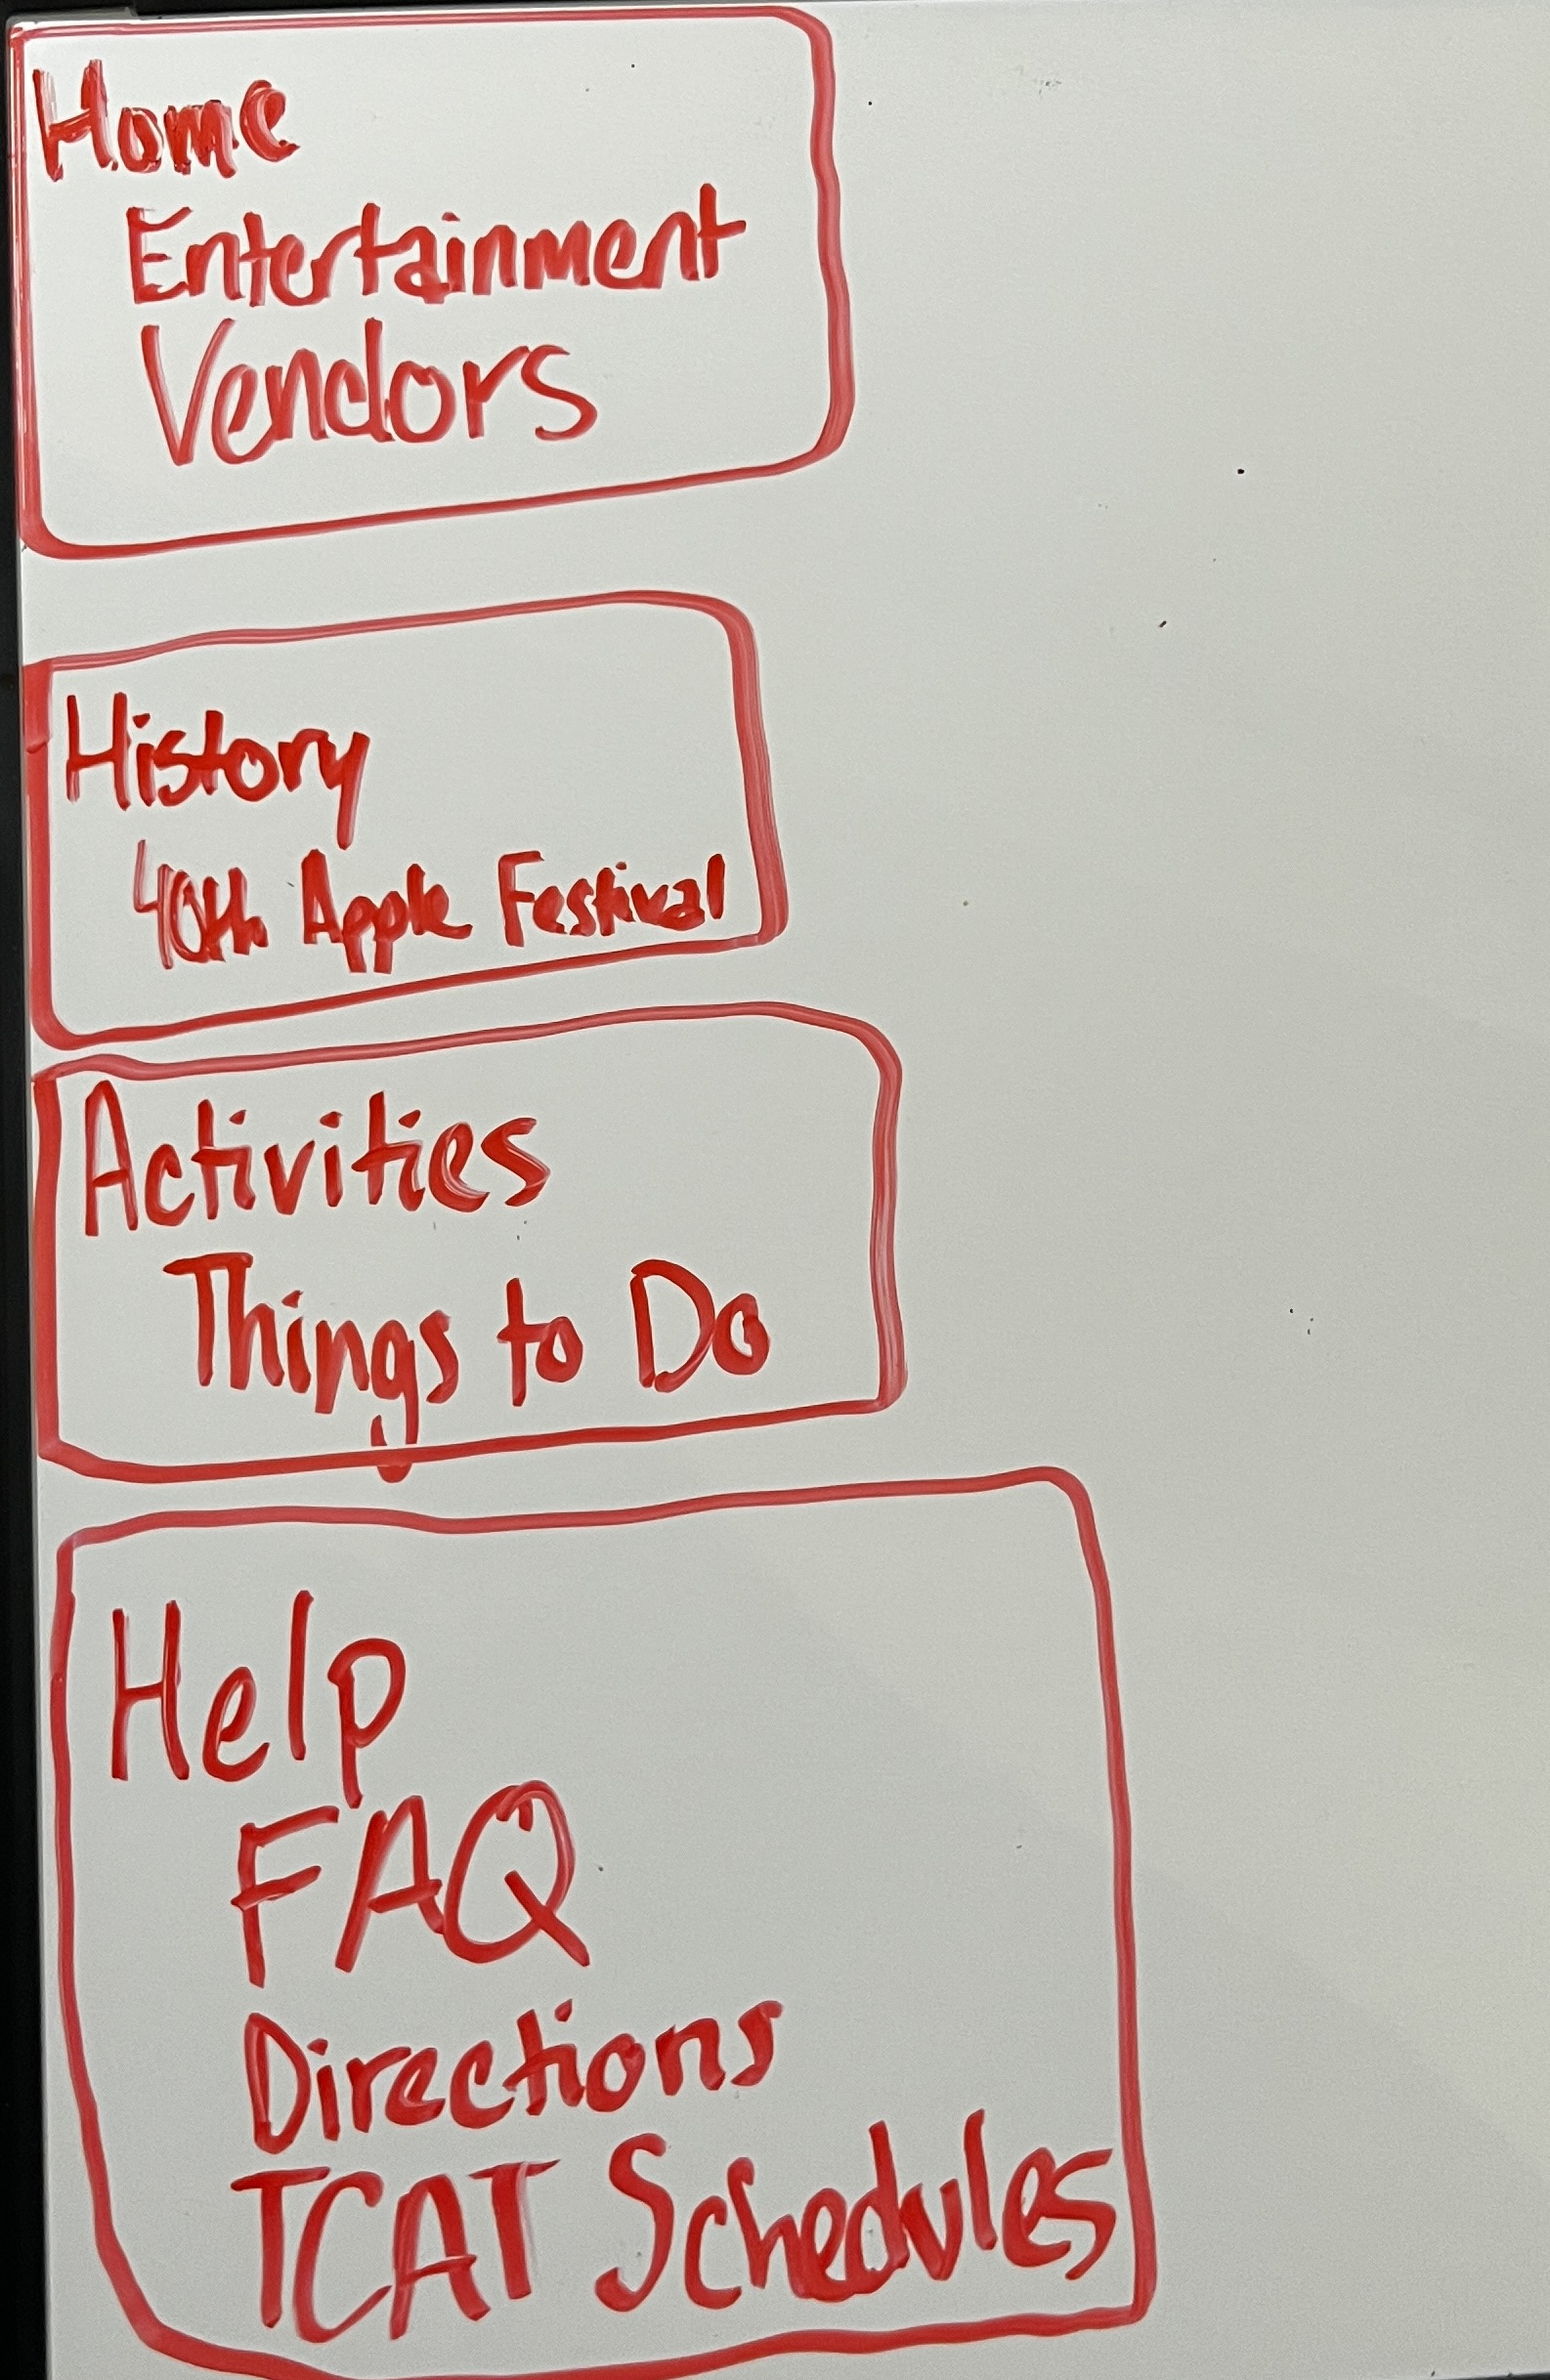 Home
Entertainment
Vendors
History
40th Apple Festival
Activities
Things to Do
Help
FAQ
Directions
TCAT Schedules